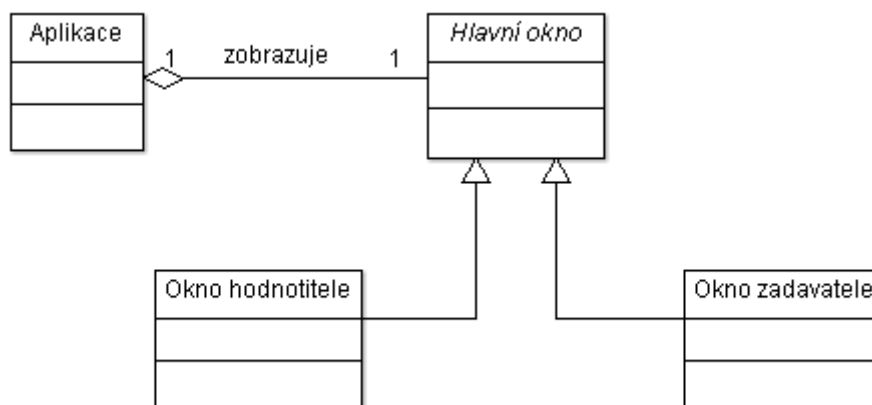 Aplikace
Hlavní okno
1
zobrazuje
1
Okno hodnotitele
Okno zadavatele